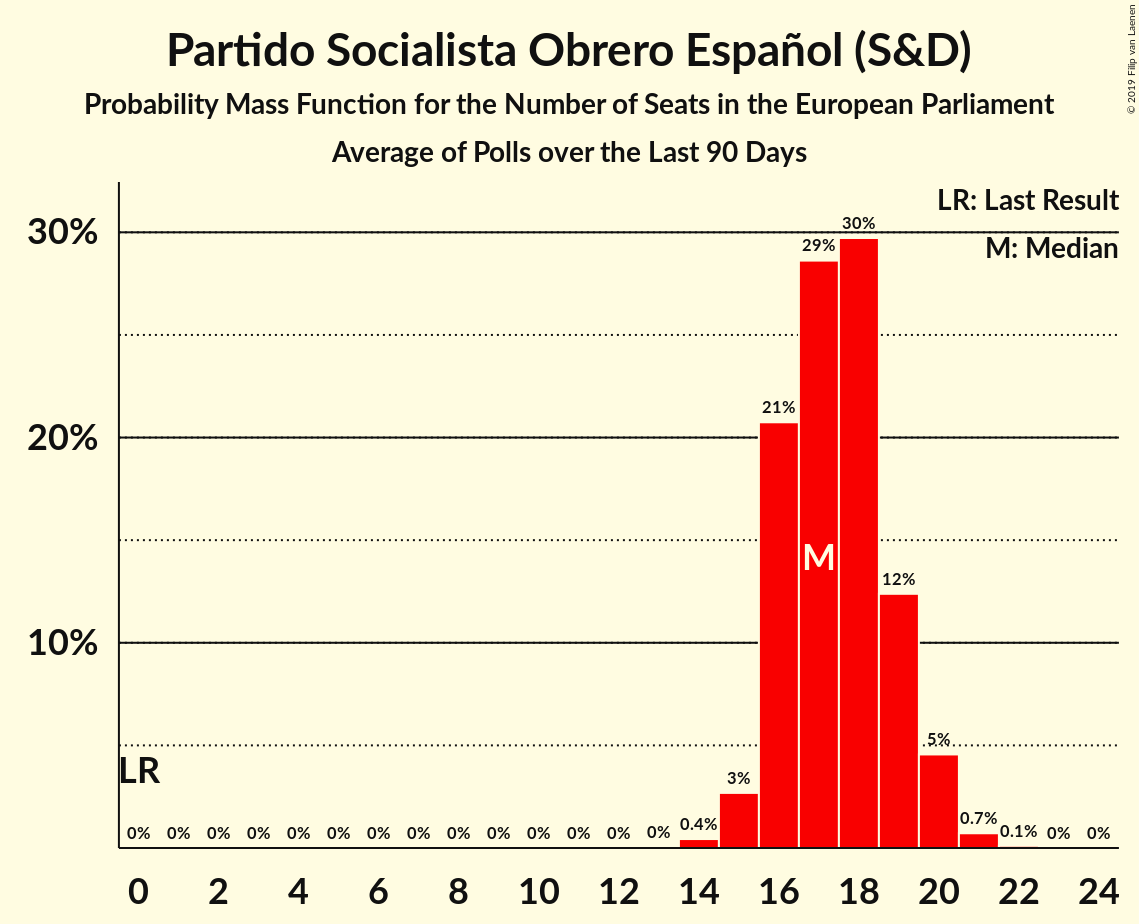 Partido Socialista Obrero Español (S&D)
Probability Mass Function for the Number of Seats in the European Parliament
Average of Polls over the Last 90 Days
© 2019 Filip van Laenen
LR: Last Result
M: Median
30%
20%
10%
30%
29%
21%
12%
5%
3%
0.7%
0.4%
0.1%
M
LR
0% 0% 0% 0% 0% 0% 0% 0% 0% 0% 0% 0% 0% 0% 0% 0%
0 2 4 6 8 10 12 14 16 18 20 22 24